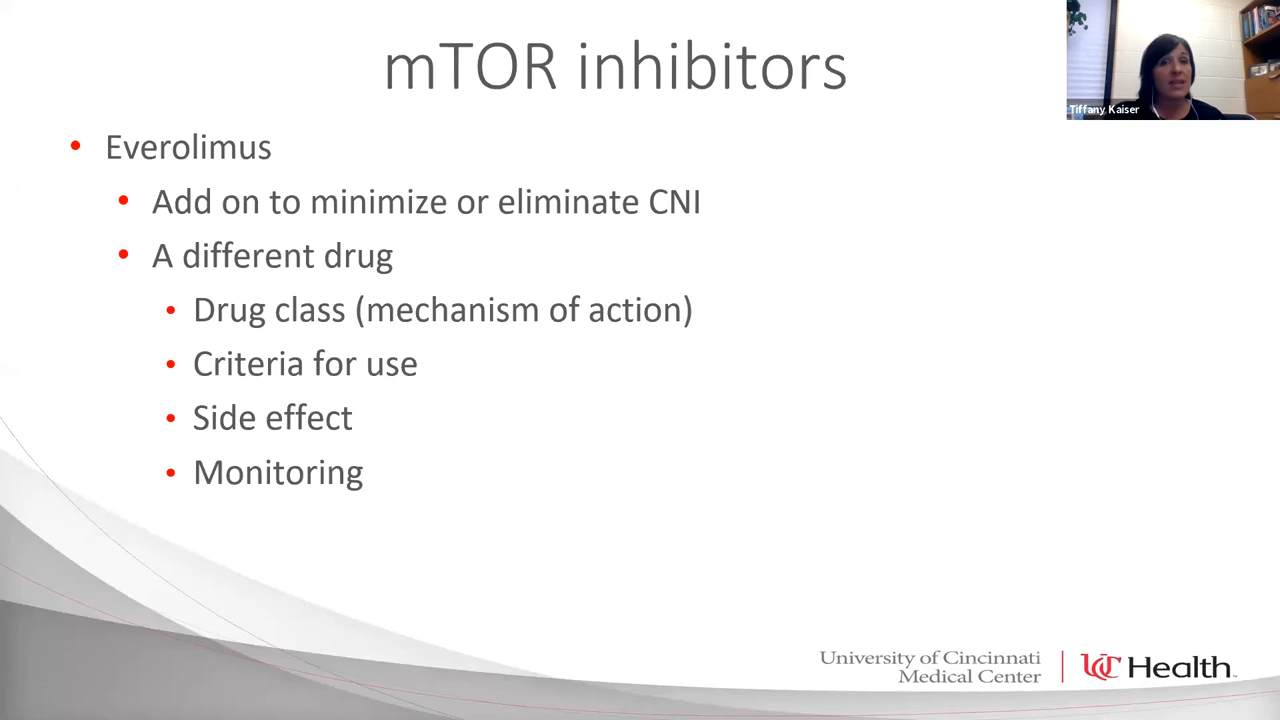 mTOR inhibitors
Tiffany Kaiser
• Everolimus
• Add on to minimize or eliminate CNI
• A different drug
• Drug class (mechanism of action)
• Criteria for use
• Side effect
• Monitoring
University of Cincinnati
Medical Center
UC Health